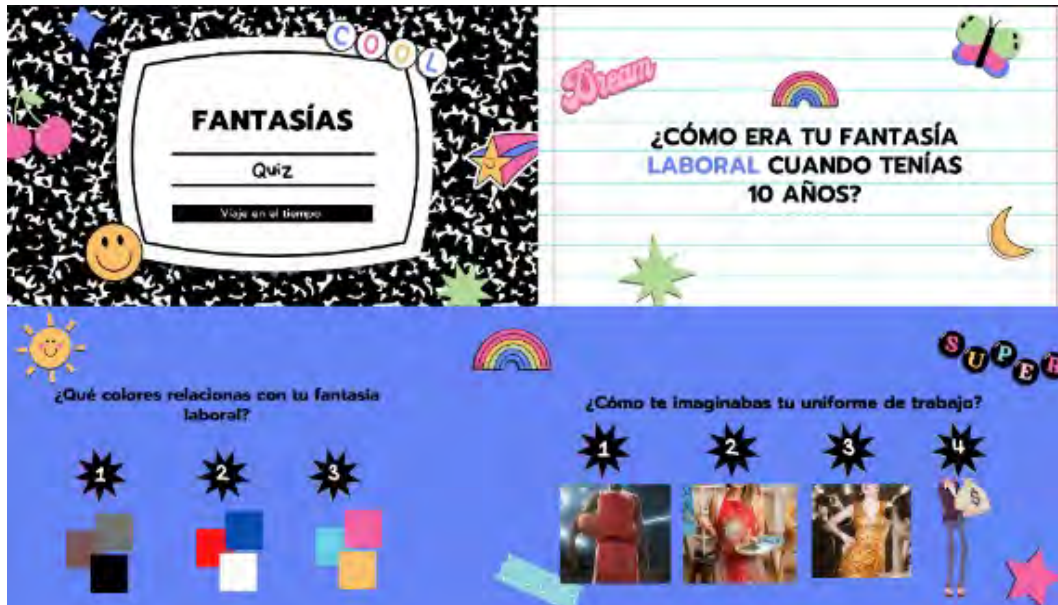 COOL
FANTASÍAS
Quiz
Viaje en el tiempo
Dream
¿CÓMO ERA TU FANTASÍA
LABORAL CUANDO TENÍAS
10 AÑOS?
¿Qué colores relacionas con tu fantasía
laboral?
1 2 3
SUPER
¿Cómo te imaginabas tu uniforme de trabajo?
1 2 3 4
$